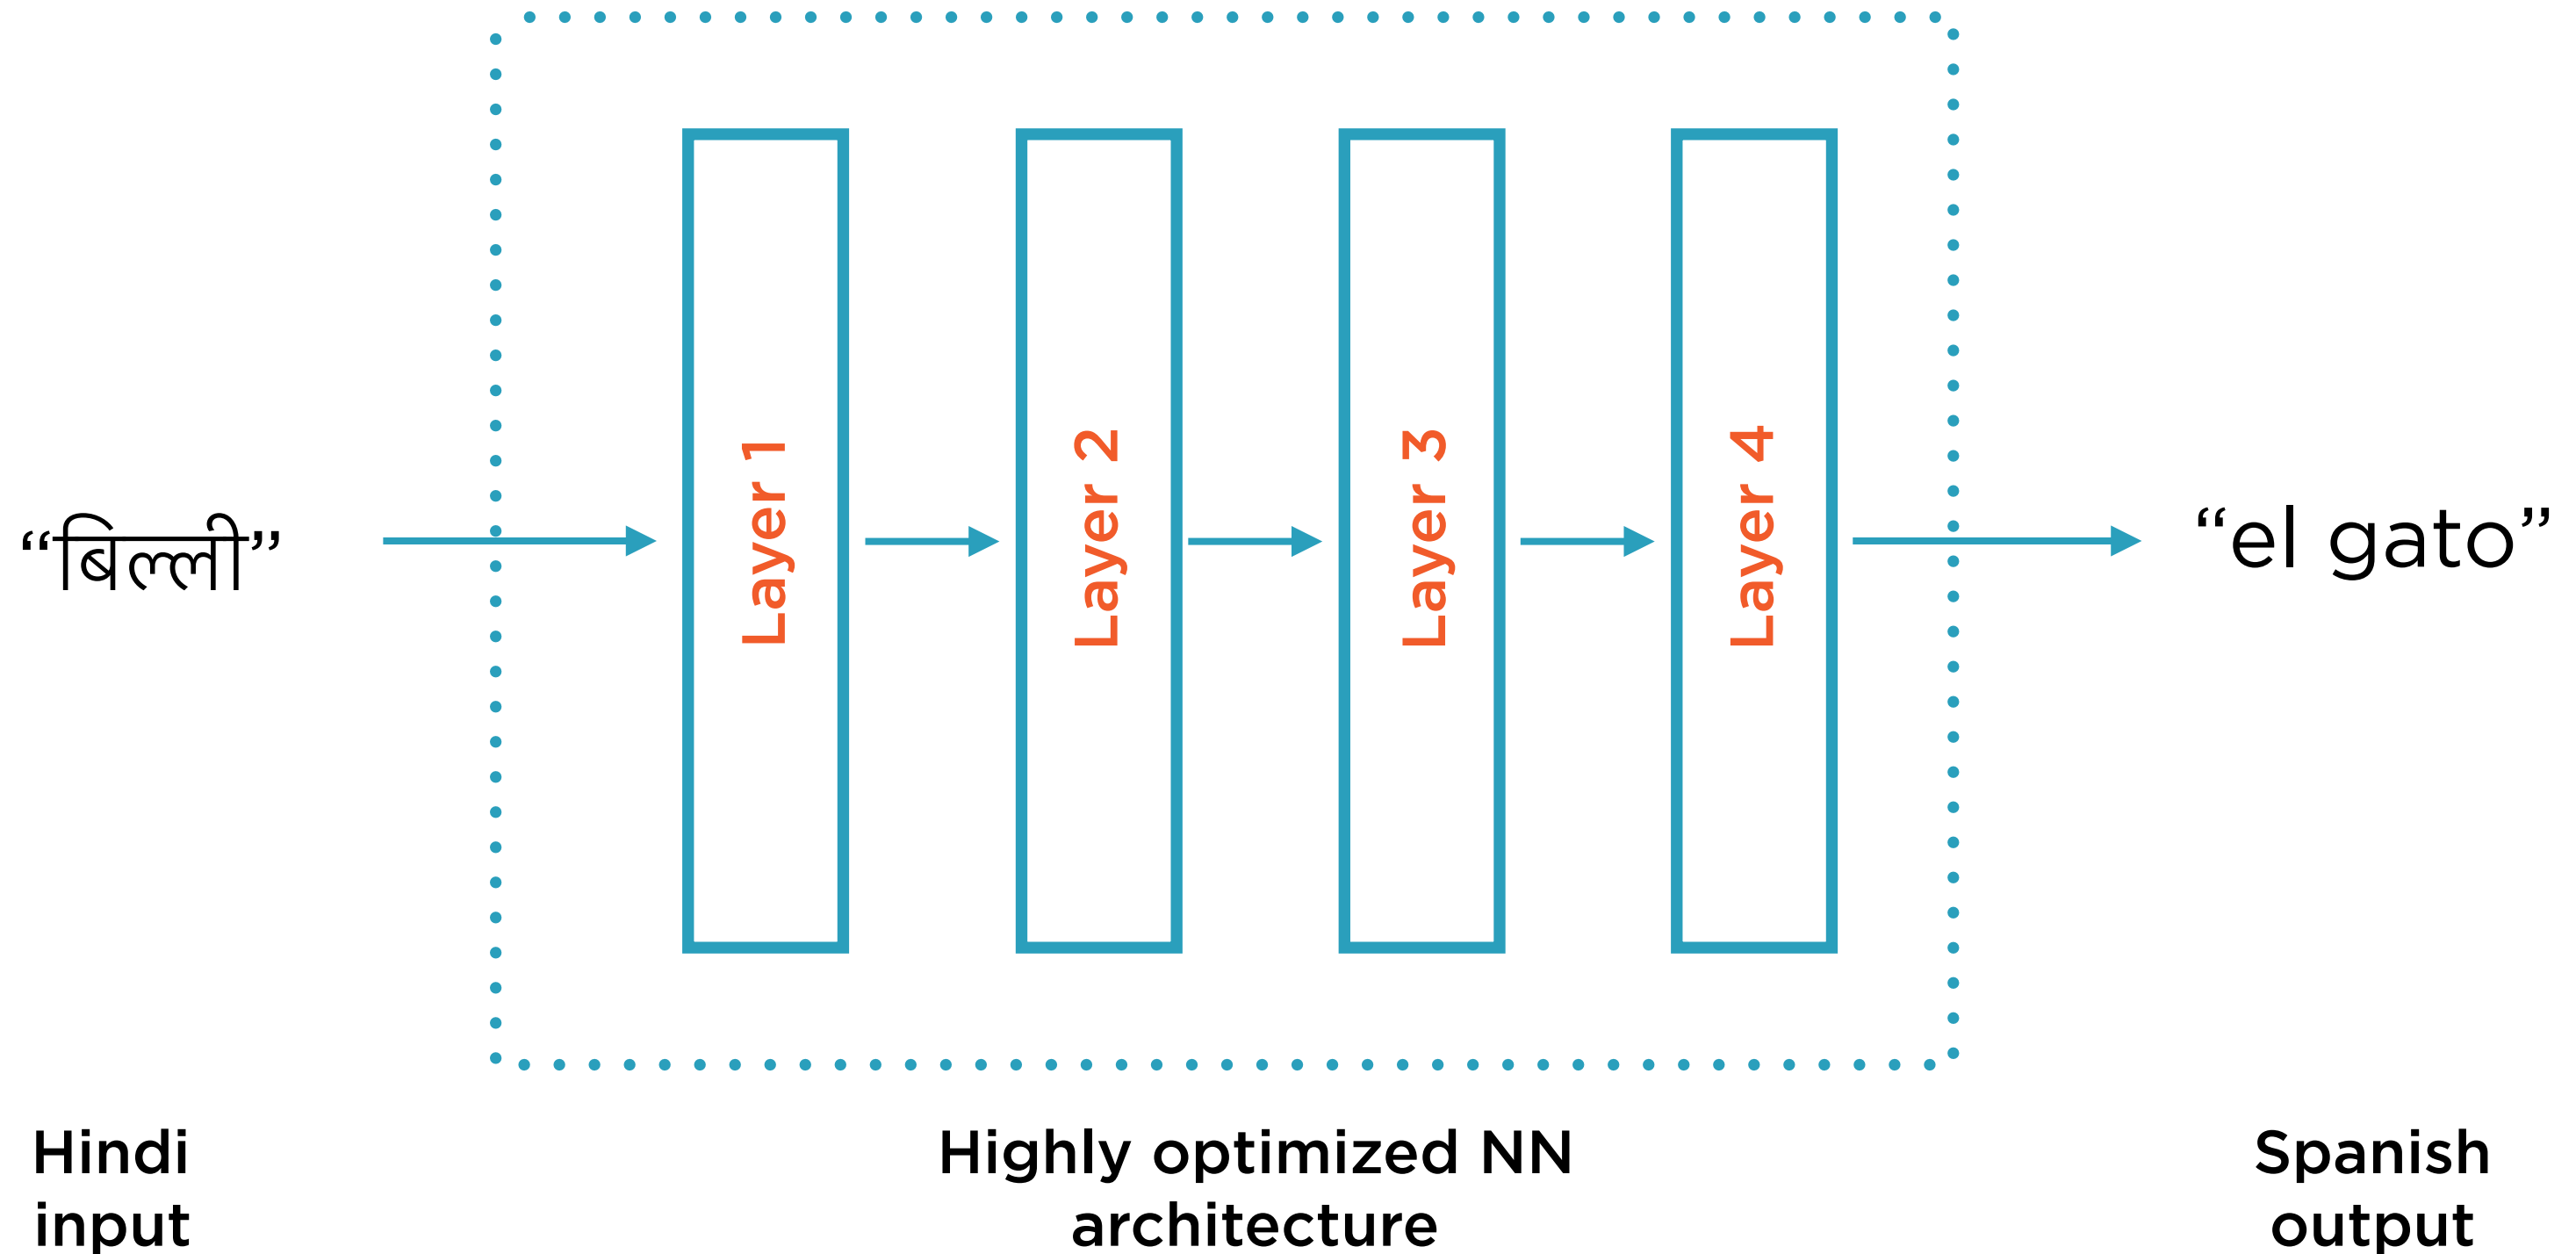 “बिल्ली”
Layer 1
Layer 2
Layer 3
Layer 4
“el gato”
Hindi
input
Highly optimized NN
architecture
Spanish
output